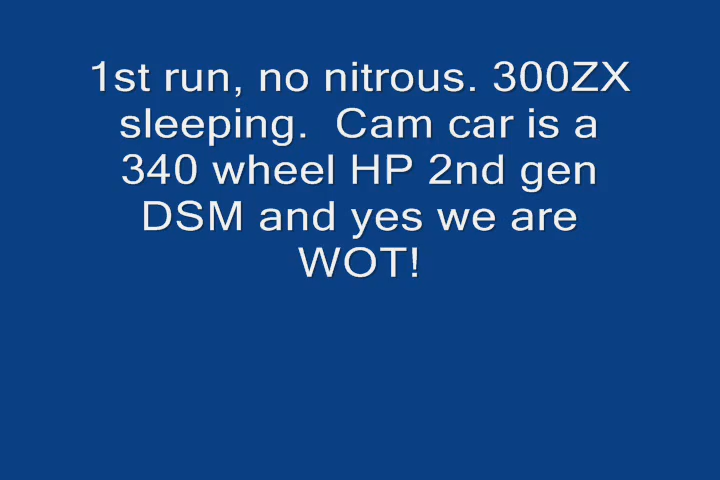 1st run, no nitrous. 300ZX
sleeping.  Cam car is a
340 wheel HP 2nd gen
DSM and yes we are
WOT!